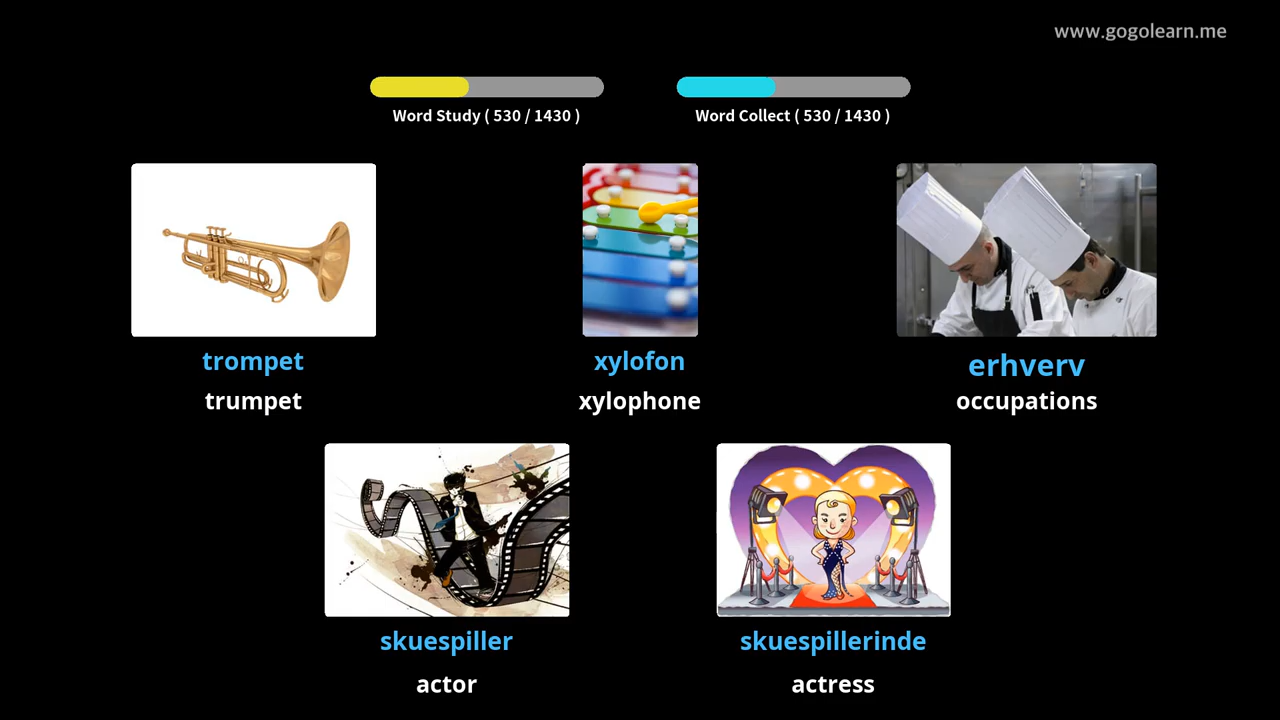 www.gogolearn.me
Word Study ( 530 / 1430 )
Word Collect ( 530 / 1430 )
trompet
trumpet
xylofon
xylophone
erhverv
occupations
skuespiller
actor
skuespillerinde
actress